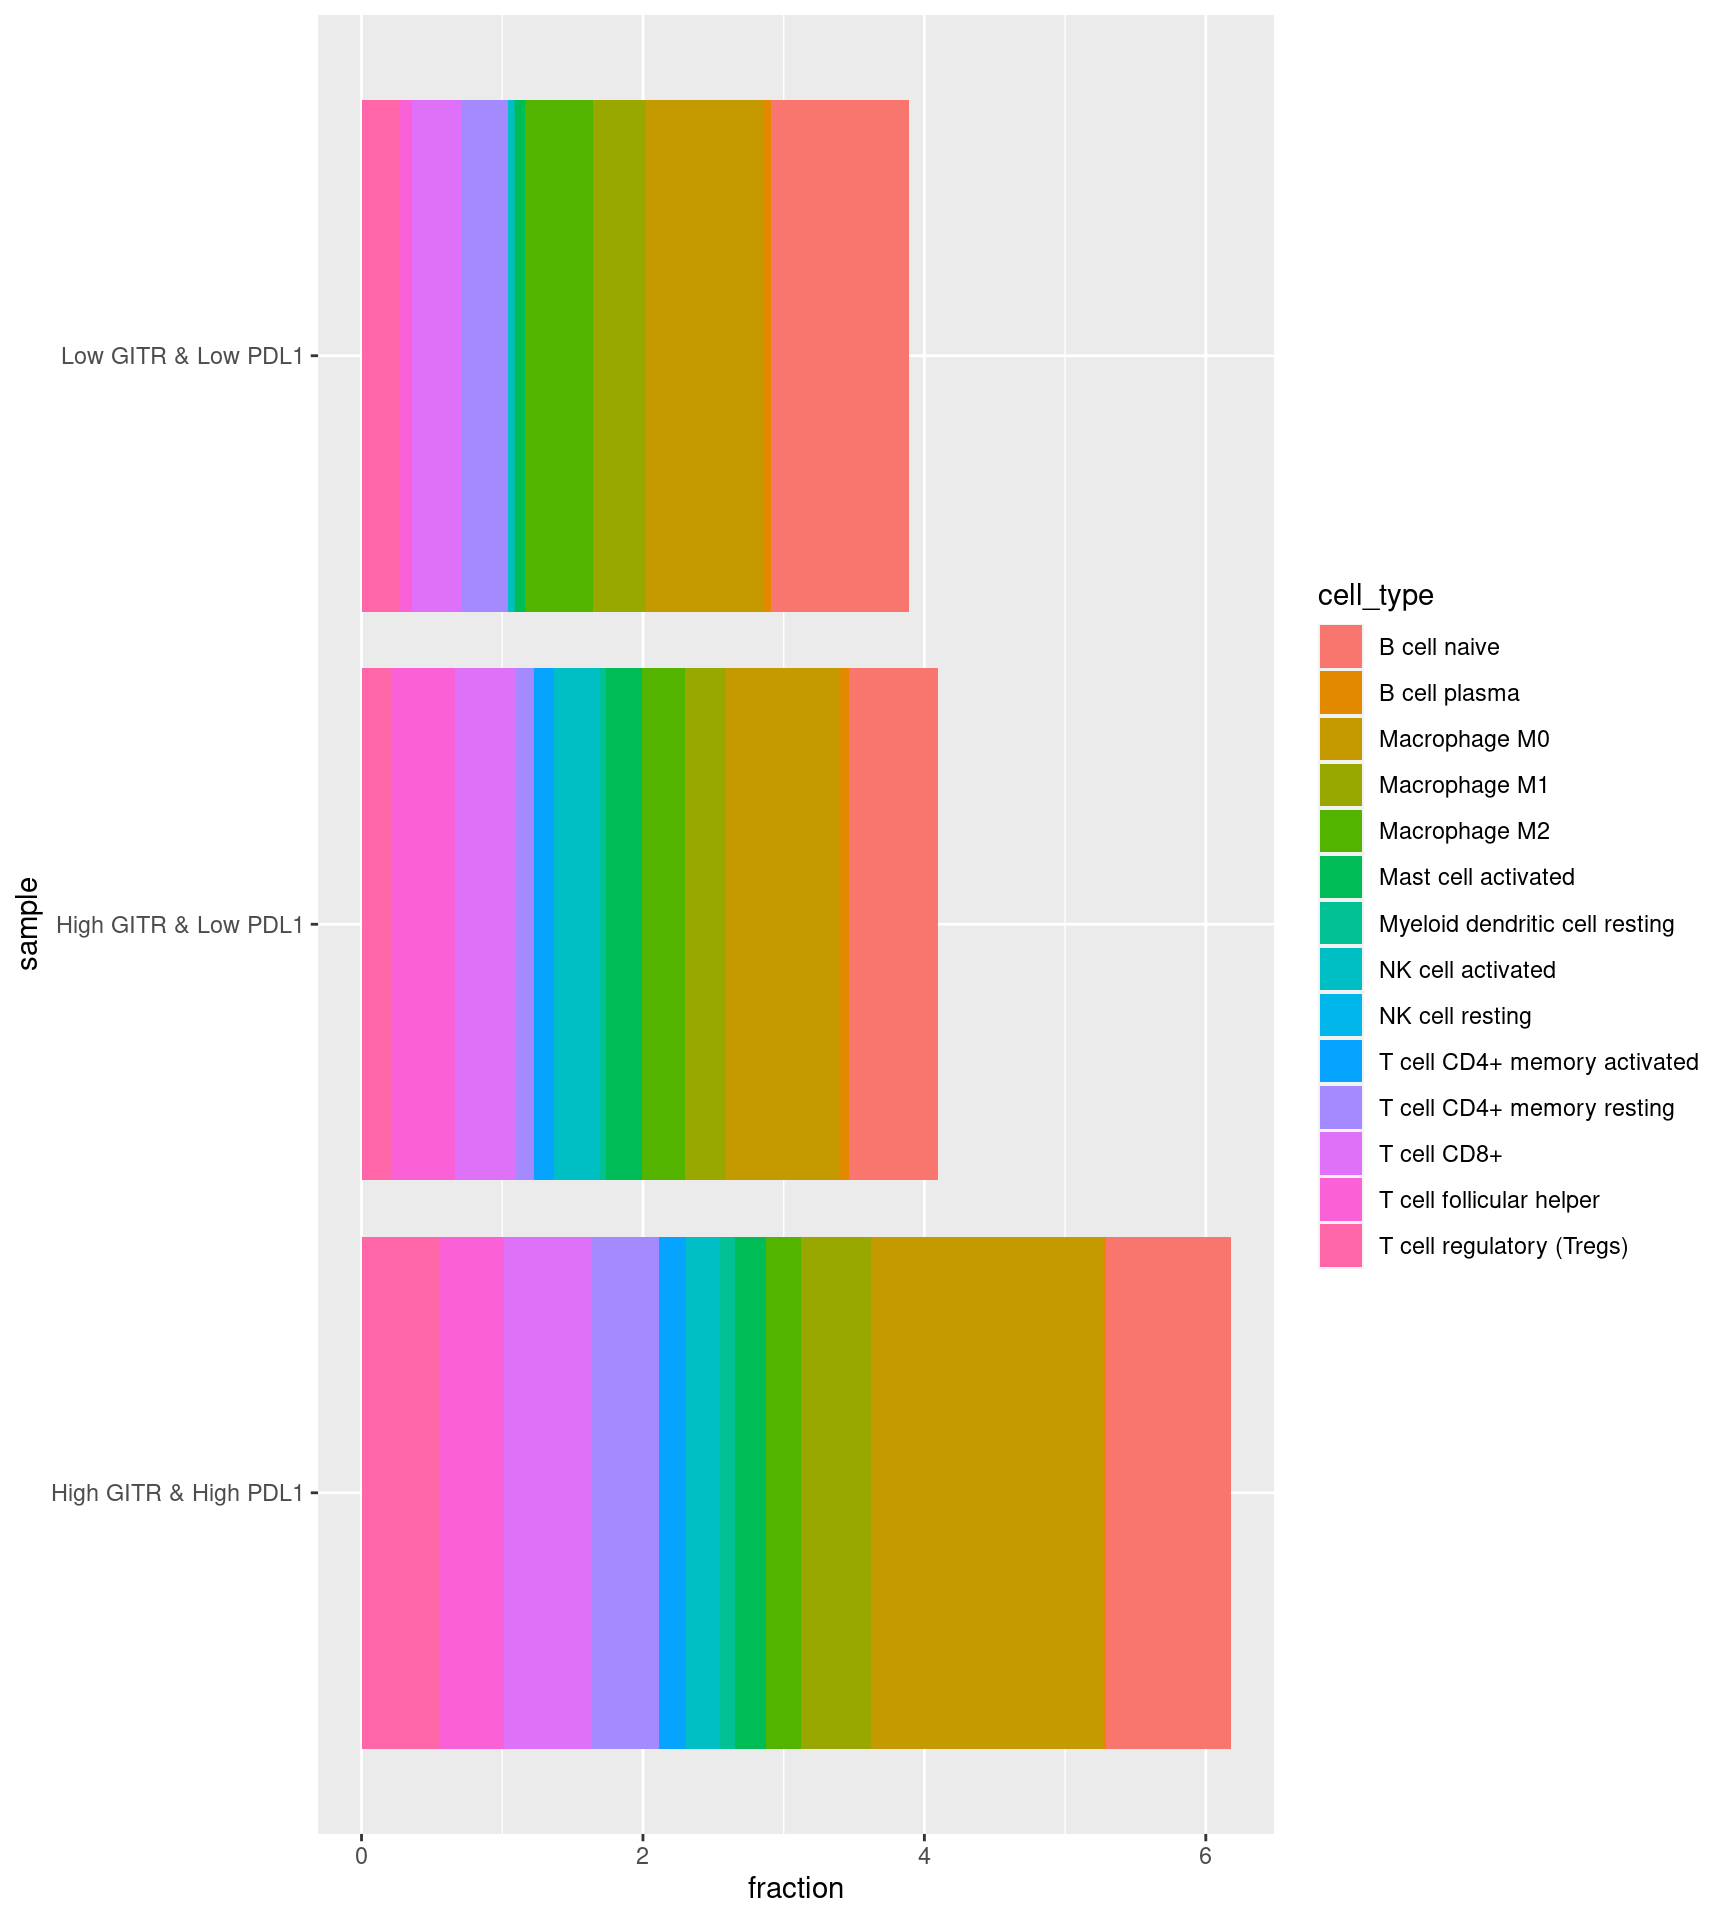 sample
Low GITR & Low PDL1
High GITR & Low PDL1
High GITR & High PDL1
0 2 4 6
fraction
cell_type
B cell naive
B cell plasma
Macrophage M0
Macrophage M1
Macrophage M2
Mast cell activated
Myeloid dendritic cell resting
NK cell activated
NK cell resting
T cell CD4+ memory activated
T cell CD4+ memory resting
T cell CD8+
T cell follicular helper
T cell regulatory (Tregs)